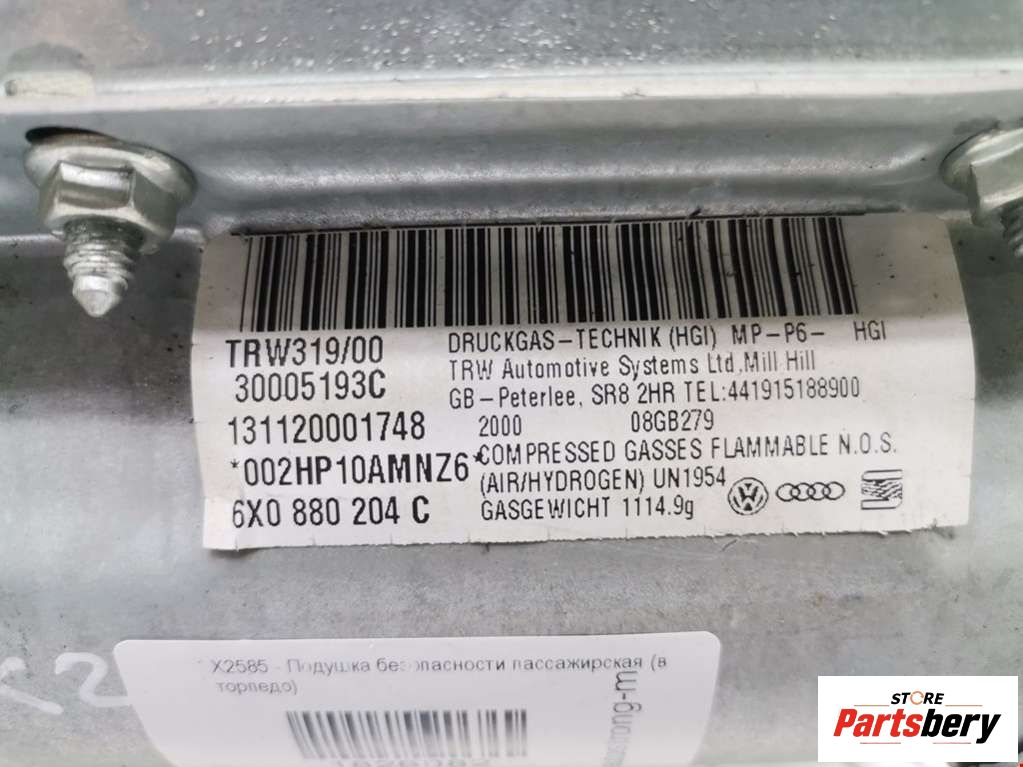 TRW319/00
30005193C
131120001748
*002HP10AMNZ6*
6X0 880 204 C
DRUCKGAS-TECHNIK (HGI) MP-P6- HGI
TRW Automotive Systems Ltd,Mill Hill
GB-Peterlee, SR8 2HR TEL:441915188900
2000 08GB279
COMPRESSED GASSES FLAMMABLE N.O.S.
(AIR/HYDROGEN) UN1954
GASGEWICHT 1114.9g
X2585 - Подушка безопасности пассажирская (в
торпедо)
STORE
Partsbery